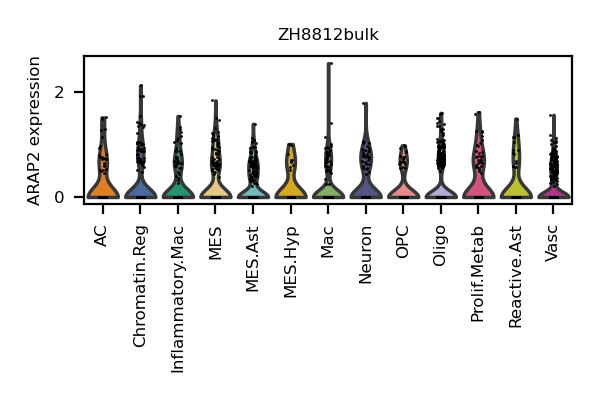 ZH8812bulk
ARAP2 expression
2
0
AC
Chromatin.Reg
Inflammatory.Mac
MES
MES.Ast
MES.Hyp
Mac
Neuron
OPC
Oligo
Prolif.Metab
Reactive.Ast
Vasc